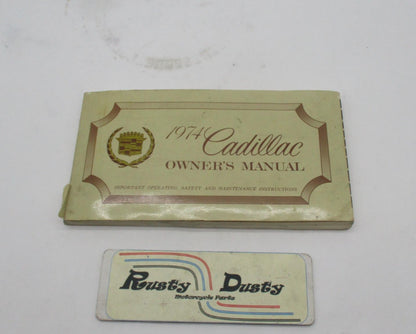 1974 Cadillac
OWNER'S MANUAL
IMPORTANT OPERATING, SAFETY AND MAINTENANCE INSTRUCTIONS
Rusty Dusty
Motorcycle Parts